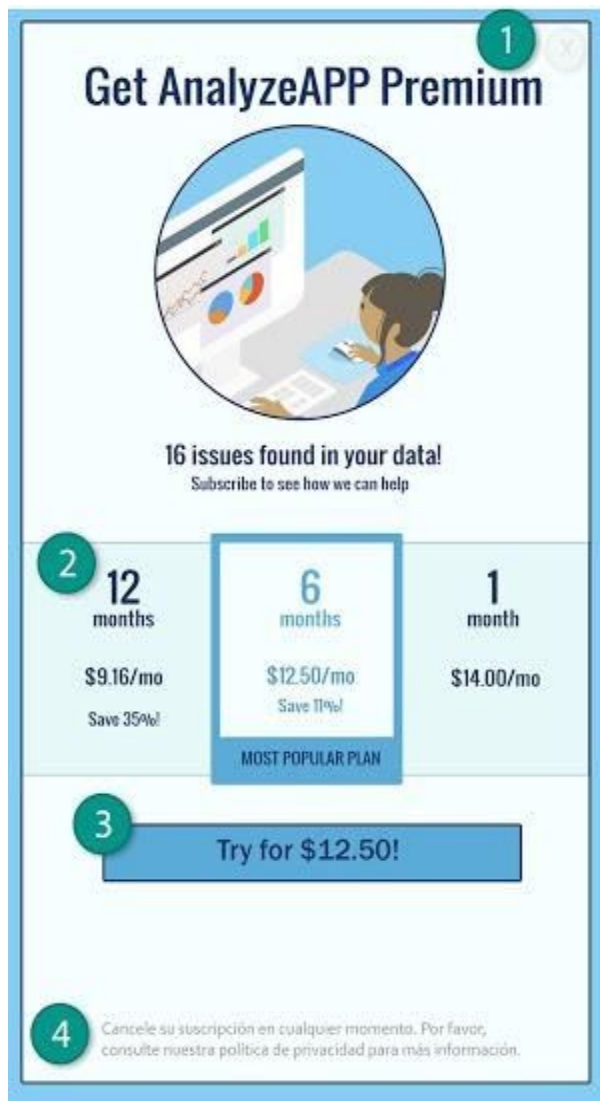 1
X
Get AnalyzeAPP Premium
16 issues found in your data!
Subscribe to see how we can help
2
12
months
$9.16/mo
Save 35%!
6
months
$12.50/mo
Save 11%!
MOST POPULAR PLAN
1
month
$14.00/mo
3
Try for $12.50!
4
Cancele su suscripción en cualquier momento. Por favor,
consulte nuestra política de privacidad para más información.